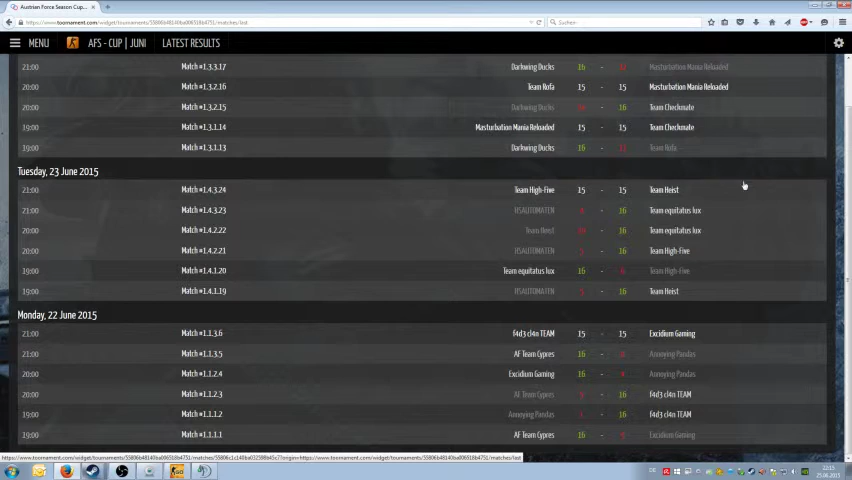 Austrian Force Season Cup...
Suchen
MENU AFS - CUP | JUNI LATEST RESULTS
21:00 Match #1.3.3.17 Darkwing Ducks 16 - Masturbation Mania Reloaded
20:00 Match #1.3.2.16 Team Rofa 15 - 15 Masturbation Mania Reloaded
20:00 Match #1.3.2.15 Darkwing Ducks - 16 Team Checkmate
19:00 Match #1.3.1.14 Masturbation Mania Reloaded 15 - 15 Team Checkmate
19:00 Match #1.3.1.13 Darkwing Ducks 16 - Team Rofa
Tuesday, 23 June 2015
21:00 Match #1.4.3.24 Team High-Five 15 - 15 Team Heist
21:00 Match #1.4.3.23 HSAUTOMATEN - 16 Team equitatus lux
20:00 Match #1.4.2.22 Team Heist - 16 Team equitatus lux
20:00 Match #1.4.2.21 HSAUTOMATEN - 16 Team High-Five
19:00 Match #1.4.1.20 Team equitatus lux 16 - Team High-Five
19:00 Match #1.4.1.19 HSAUTOMATEN - 16 Team Heist
Monday, 22 June 2015
21:00 Match #1.1.3.6 f4d3 cl4n TEAM 15 - 15 Excidium Gaming
21:00 Match #1.1.3.5 AF Team Cypres 16 - Annoying Pandas
20:00 Match #1.1.2.4 Excidium Gaming 16 - Annoying Pandas
20:00 Match #1.1.2.3 AF Team Cypres - 16 f4d3 cl4n TEAM
19:00 Match #1.1.1.2 Annoying Pandas - 16 f4d3 cl4n TEAM
19:00 Match #1.1.1.1 AF Team Cypres 16 - Excidium Gaming
DE 22:15
25.06.2015